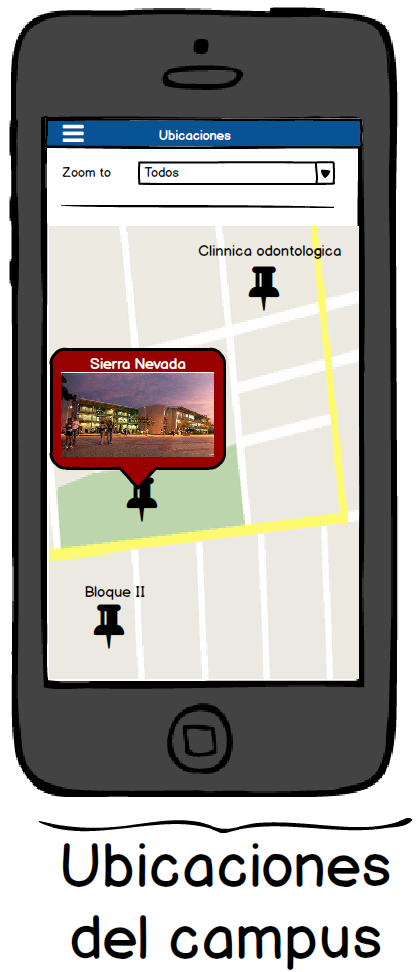 Ubicaciones
Zoom to
Todos
Clinnica odontologica
Sierra Nevada
Bloque II
Ubicaciones
del campus